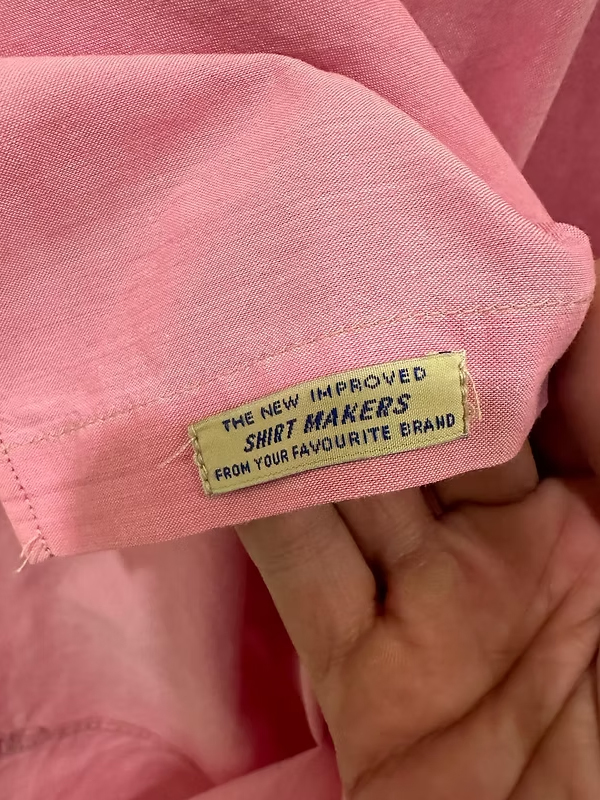 THE NEW IMPROVED
SHIRT MAKERS
FROM YOUR FAVOURITE BRAND